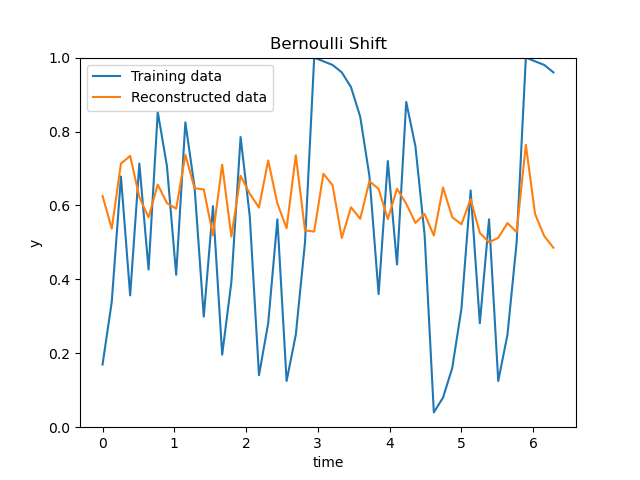 Bernoulli Shift
Training data
Reconstructed data
y
1.0
0.8
0.6
0.4
0.2
0.0
0 1 2 3 4 5 6
time